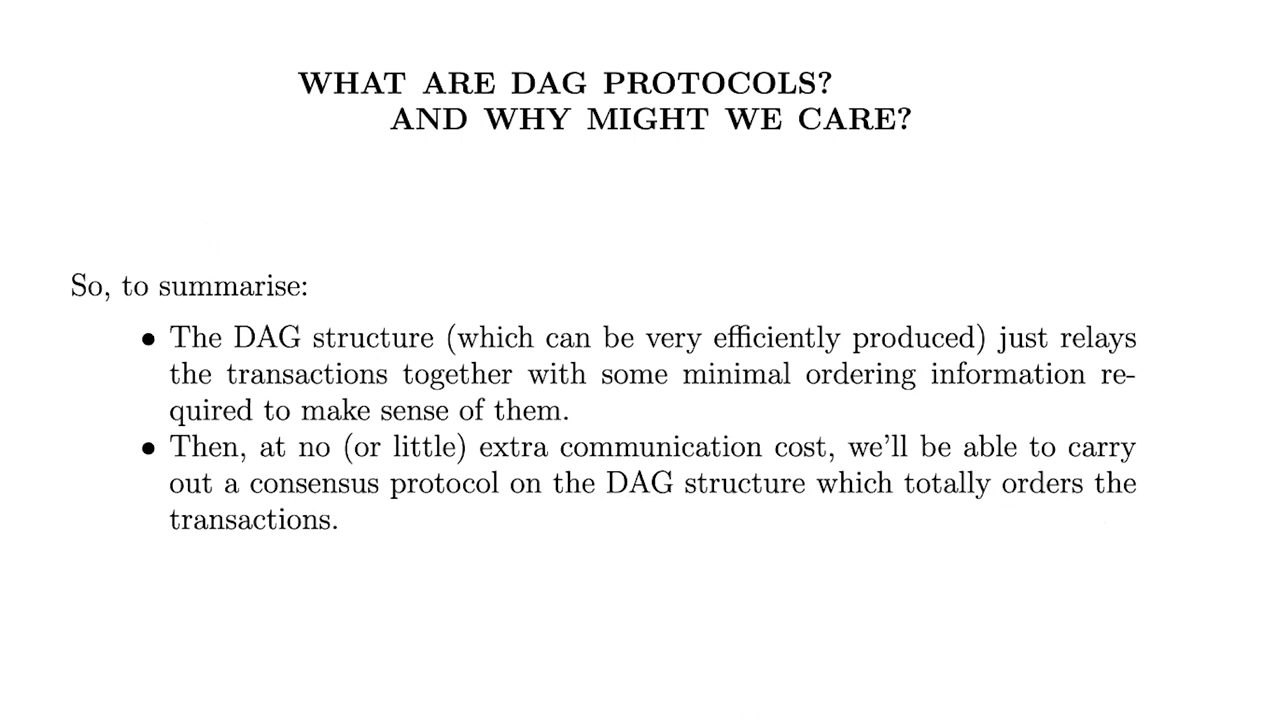 WHAT ARE DAG PROTOCOLS?
AND WHY MIGHT WE CARE?
So, to summarise:
• The DAG structure (which can be very efficiently produced) just relays
the transactions together with some minimal ordering information re-
quired to make sense of them.
• Then, at no (or little) extra communication cost, we'll be able to carry
out a consensus protocol on the DAG structure which totally orders the
transactions.